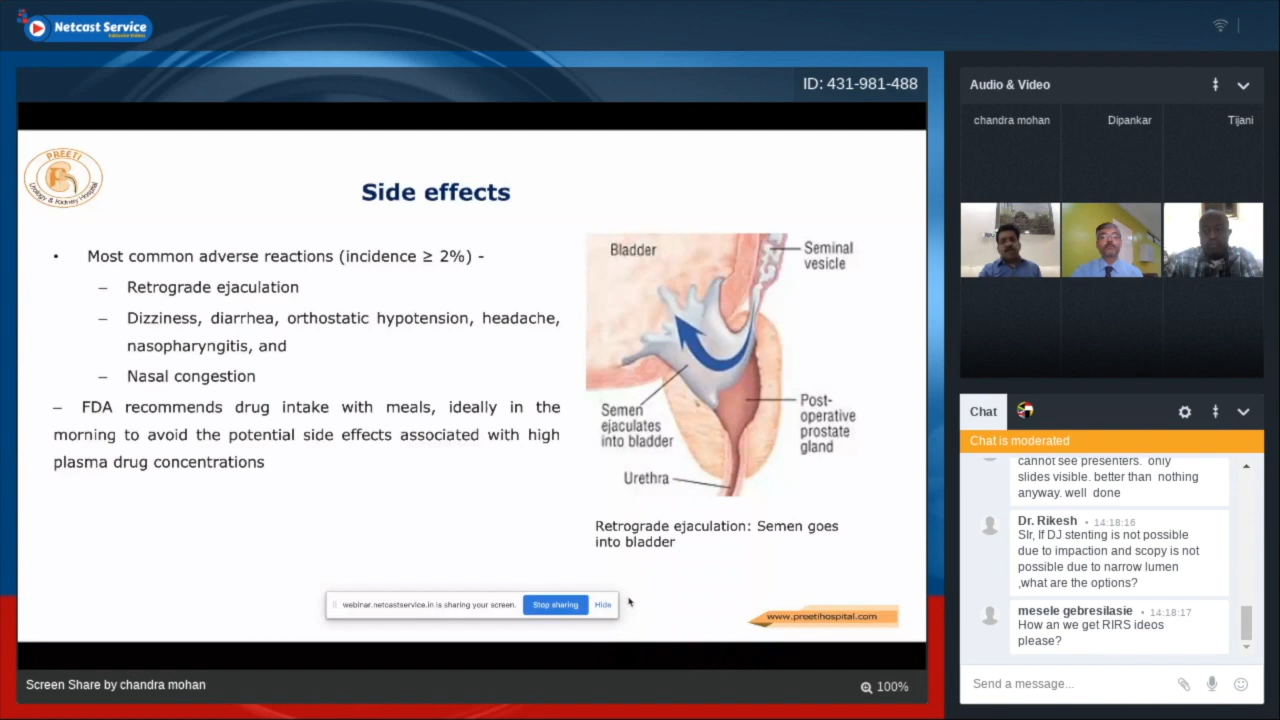 Netcast Service
ID: 431-981-488
PREETI
Urology & Kidney Hospital
Side effects
• Most common adverse reactions (incidence ≥ 2%) -
– Retrograde ejaculation
– Dizziness, diarrhea, orthostatic hypotension, headache,
nasopharyngitis, and
– Nasal congestion
– FDA recommends drug intake with meals, ideally in the
morning to avoid the potential side effects associated with high
plasma drug concentrations
Bladder
Seminal
vesicle
Semen
ejaculates
into bladder
Post-
operative
prostate
gland
Urethra
Retrograde ejaculation: Semen goes
into bladder
webinar.netcastservice.in is sharing your screen.
Stop sharing
Hide
www.preetihospital.com
Screen Share by chandra mohan
100%
Audio & Video
chandra mohan
Dipankar
Tijani
Chat
Chat is moderated
cannot see presenters. only
slides visible. better than nothing
anyway. well done
Dr. Rikesh • 14:18:16
SIr, If DJ stenting is not possible
due to impaction and scopy is not
possible due to narrow lumen
,what are the options?
mesele gebresilasie • 14:18:17
How an we get RIRS ideos
please?
Send a message...